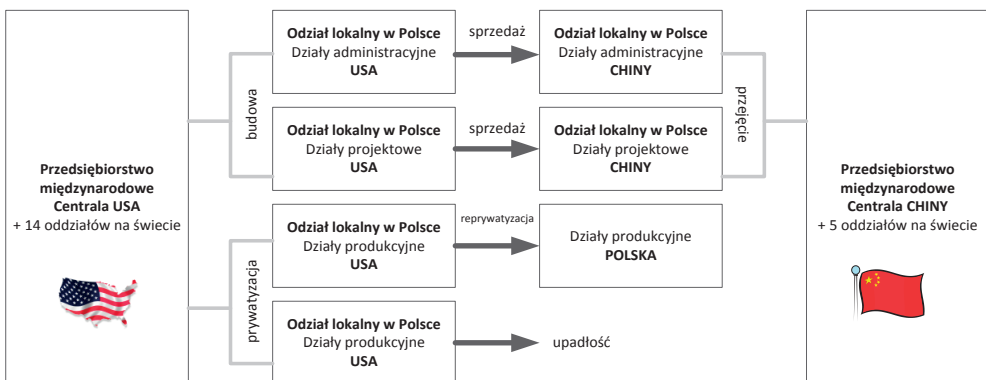 Przedsiębiorstwo
międzynarodowe
Centrala USA
+ 14 oddziałów na świecie
budowa
prywatyzacja
Odział lokalny w Polsce
Działy administracyjne
USA
sprzedaż
Odział lokalny w Polsce
Działy administracyjne
CHINY
Odział lokalny w Polsce
Działy projektowe
USA
sprzedaż
Odział lokalny w Polsce
Działy projektowe
CHINY
Odział lokalny w Polsce
Działy produkcyjne
USA
reprywatyzacja
Działy produkcyjne
POLSKA
Odział lokalny w Polsce
Działy produkcyjne
USA
upadłość
przejęcie
Przedsiębiorstwo
międzynarodowe
Centrala CHINY
+ 5 oddziałów na świecie